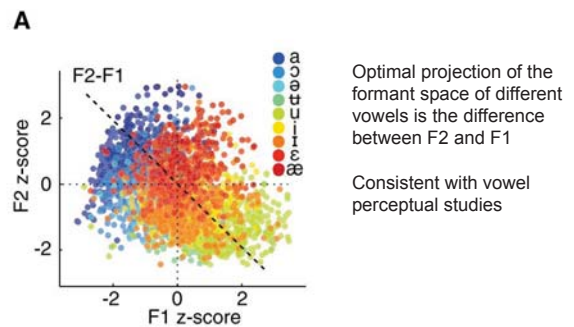 A
F2-F1
a
ɔ
ə
ʉ
u
i
ɪ
ɛ
æ
F2 z-score
2
0
-2
-2 0 2
F1 z-score
Optimal projection of the
formant space of different
vowels is the difference
between F2 and F1
Consistent with vowel
perceptual studies